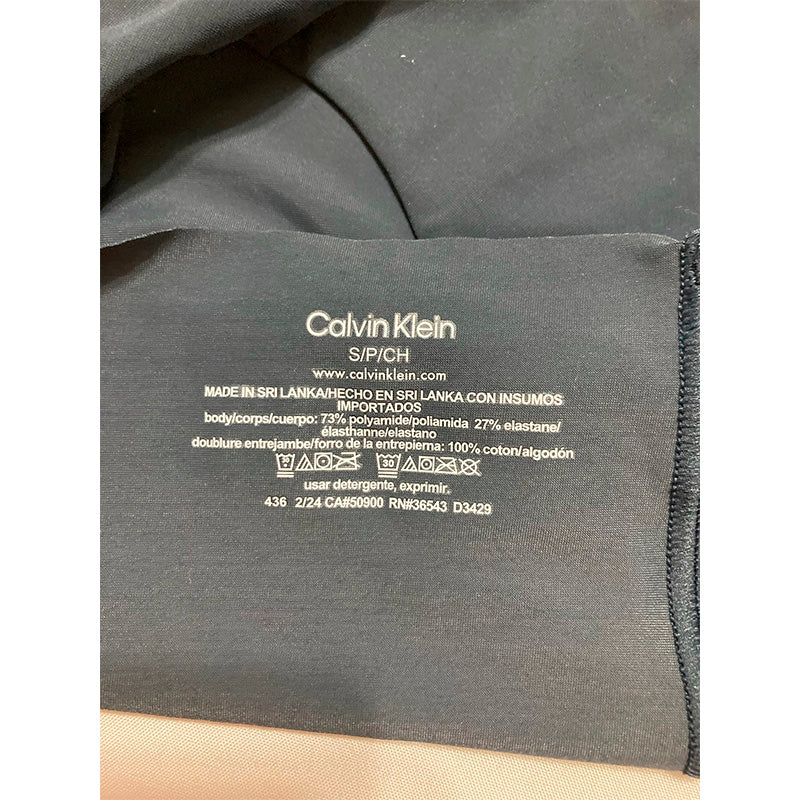 Calvin Klein
S/P/CH
www.calvinklein.com
MADE IN SRI LANKA/HECHO EN SRI LANKA CON INSUMOS
IMPORTADOS
body/corps/cuerpo: 73% polyamide/poliamida 27% elastane/
élasthanne/elastano
doublure entrejambe/forro de la entrepierna: 100% coton/algodón
30 30
usar detergente, exprimir.
436 2/24 CA#50900 RN#36543 D3429